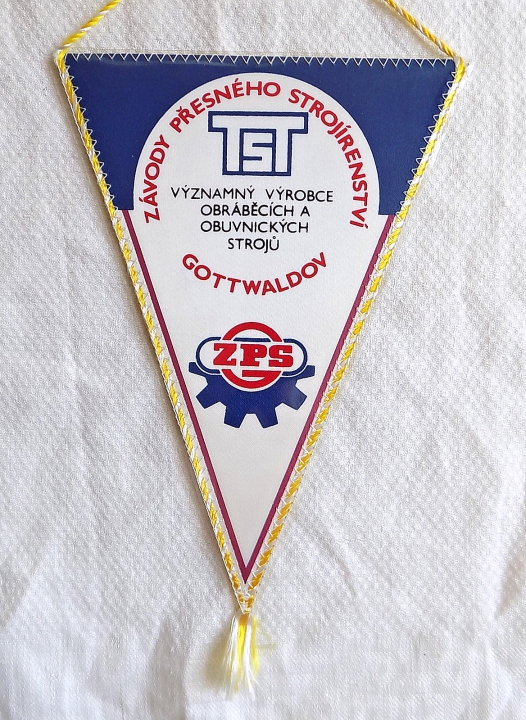 ZÁVODY PŘESNÉHO STROJÍRENSTVÍ
TST
VÝZNAMNÝ VÝROBCE
OBRÁBĚCÍCH A
OBUVNICKÝCH
STROJŮ
GOTTWALDOV
ZPS